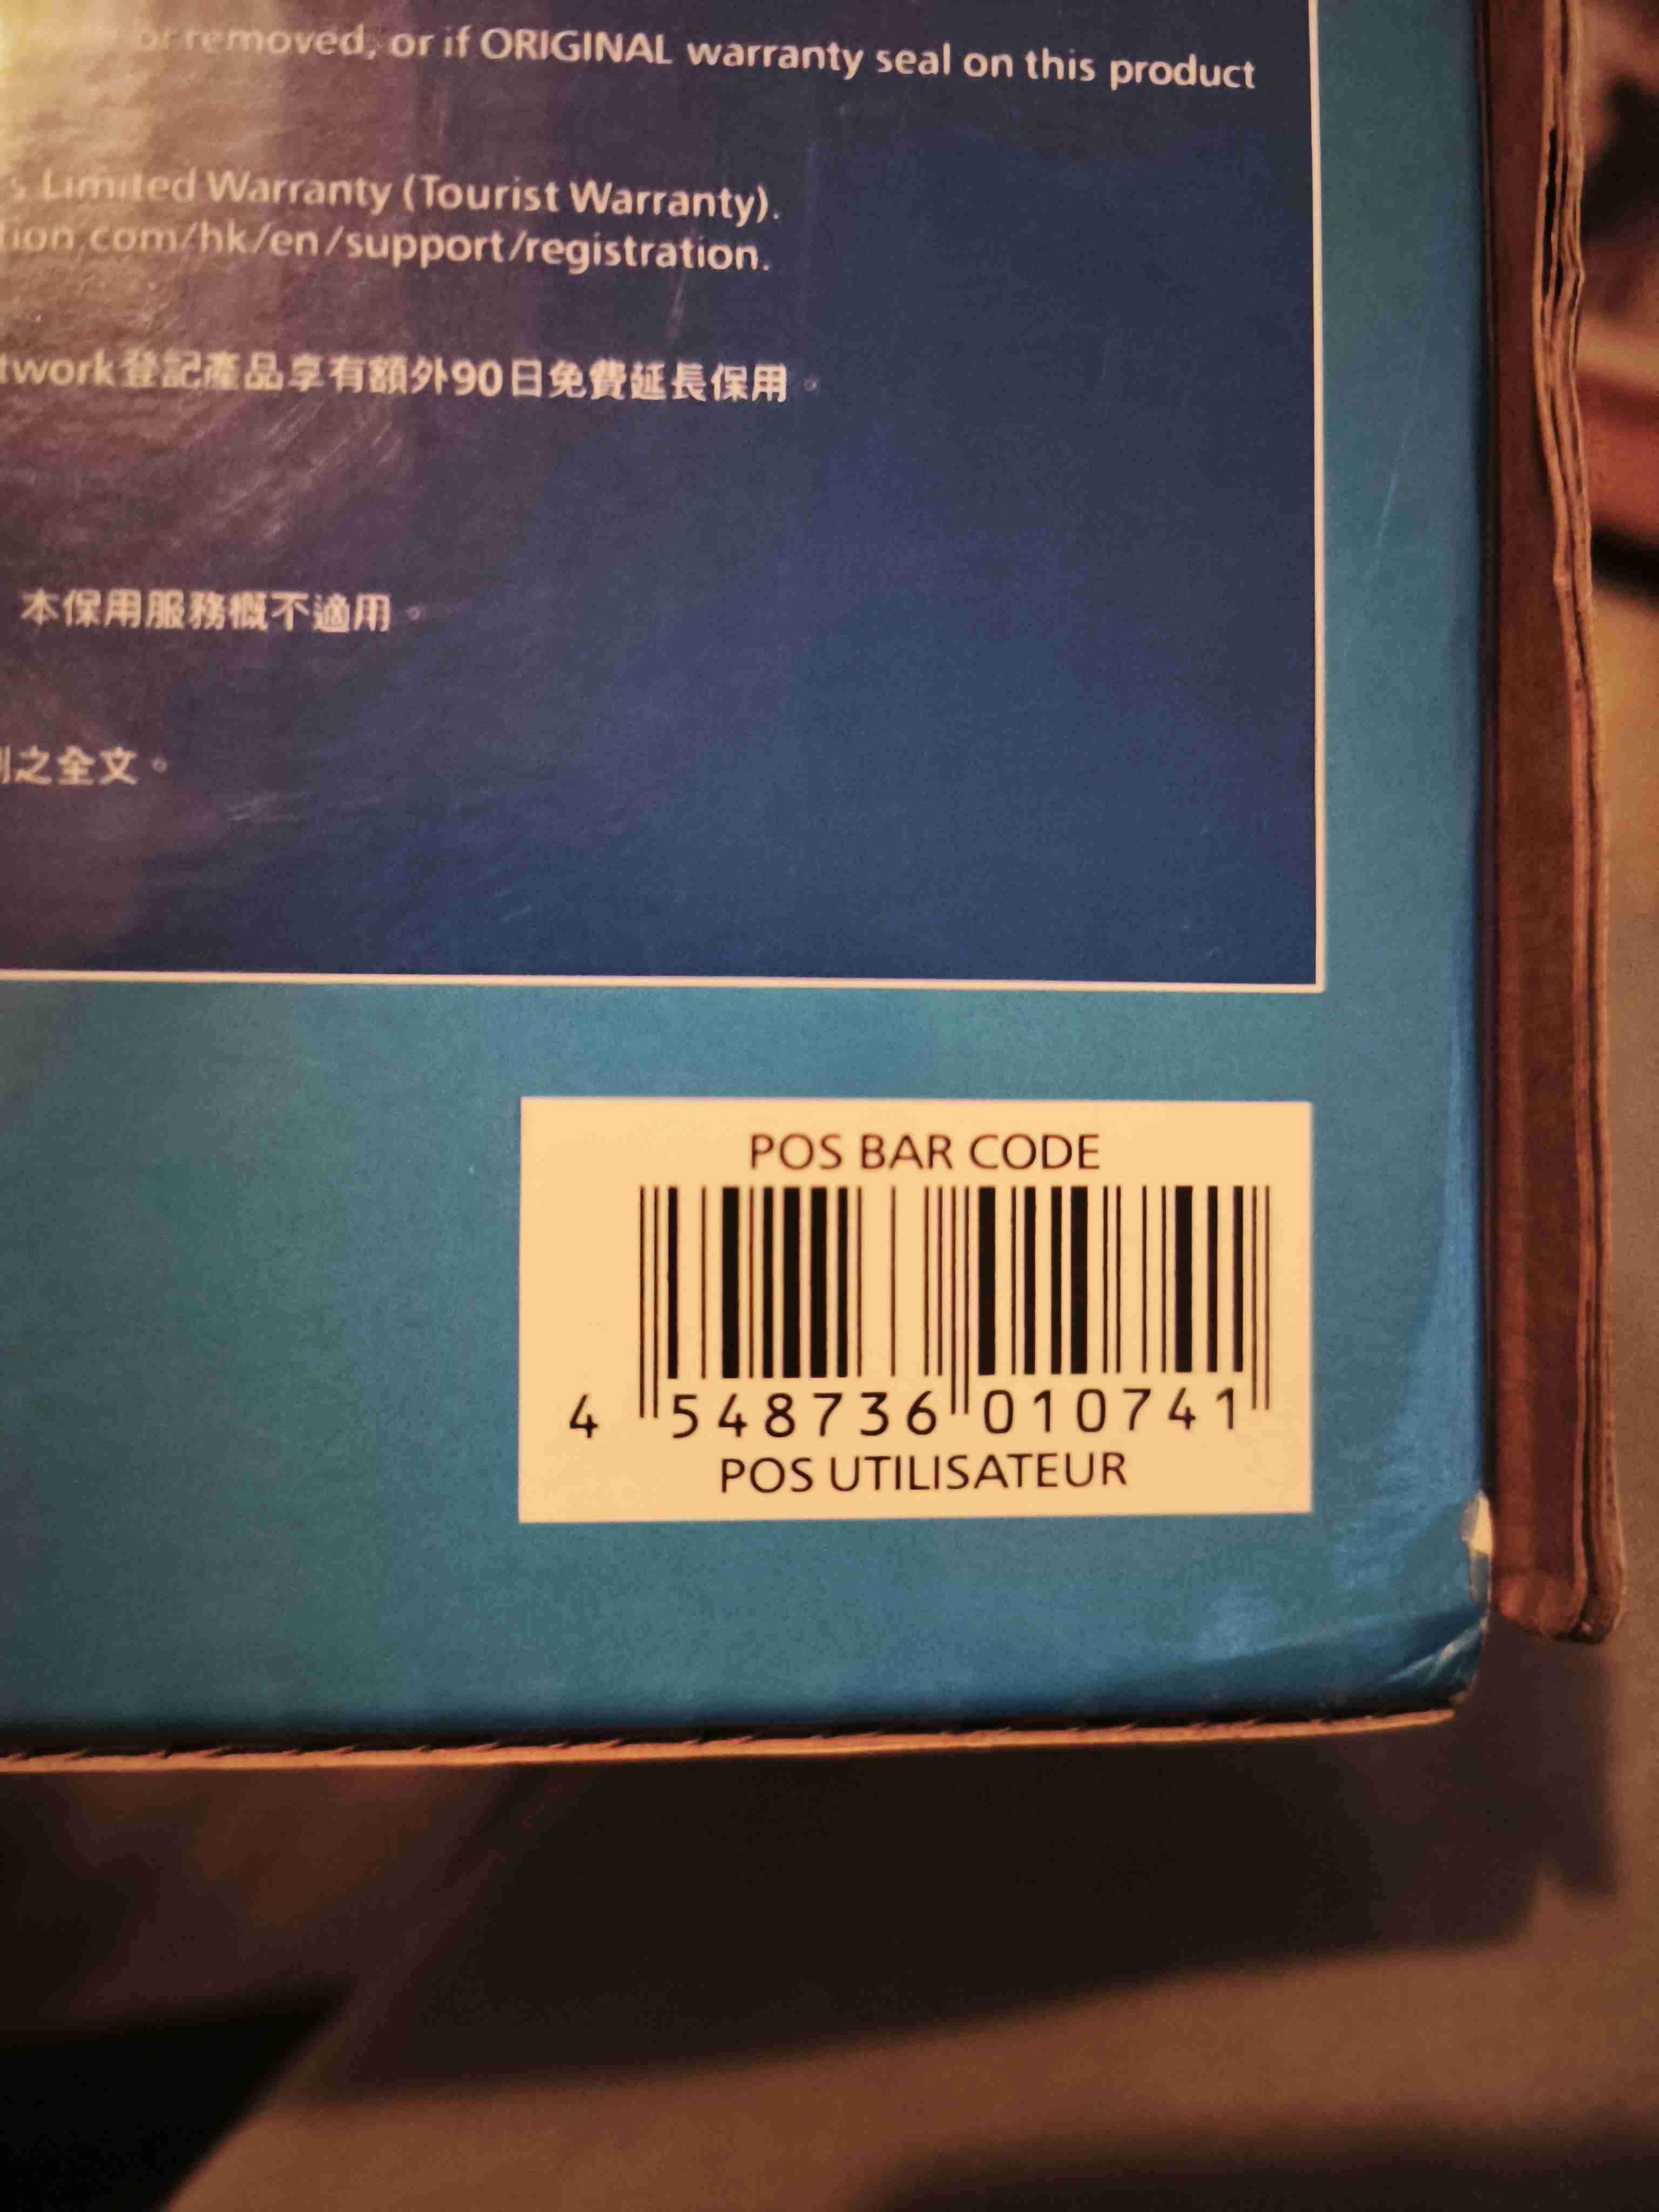 or removed, or if ORIGINAL warranty seal on this product
s Limited Warranty (Tourist Warranty).
tion.com/hk/en/support/registration.
twork登記產品享有額外90日免費延長保用。
本保用服務概不適用。
之全文。
POS BAR CODE
4 548736 010741
POS UTILISATEUR